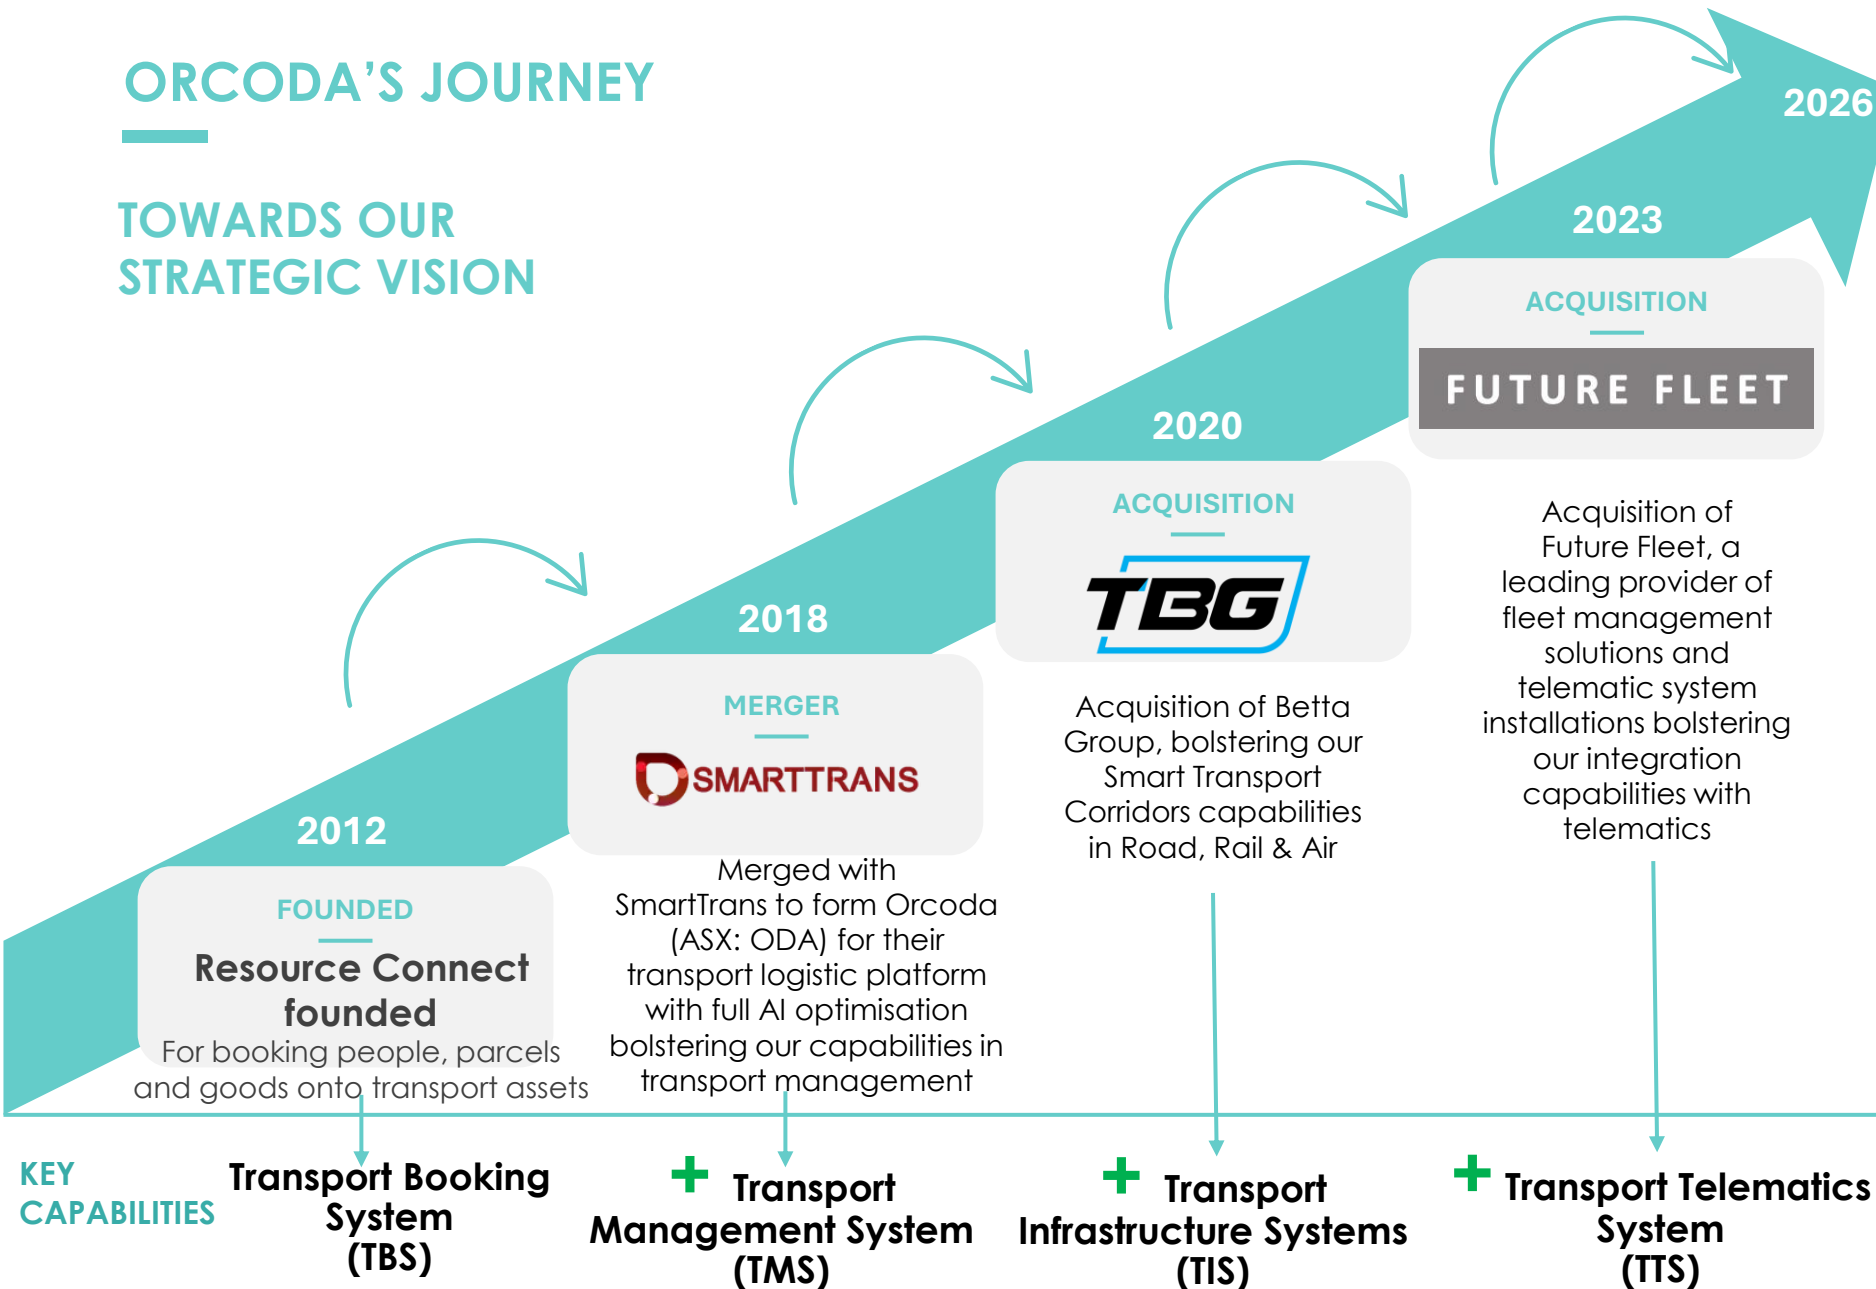 ORCODA'S JOURNEY
TOWARDS OUR
STRATEGIC VISION
2012
FOUNDED
Resource Connect
founded
For booking people, parcels
and goods onto transport assets
2018
MERGER
SMARTTRANS
Merged with
SmartTrans to form Orcoda
(ASX: ODA) for their
transport logistic platform
with full AI optimisation
bolstering our capabilities in
transport management
2020
ACQUISITION
TBG
Acquisition of Betta
Group, bolstering our
Smart Transport
Corridors capabilities
in Road, Rail & Air
2023
ACQUISITION
FUTURE FLEET
Acquisition of
Future Fleet, a
leading provider of
fleet management
solutions and
telematic system
installations bolstering
our integration
capabilities with
telematics
2026
KEY
CAPABILITIES
Transport Booking
System
(TBS)
+ Transport
Management System
(TMS)
+ Transport
Infrastructure Systems
(TIS)
+ Transport Telematics
System
(TTS)